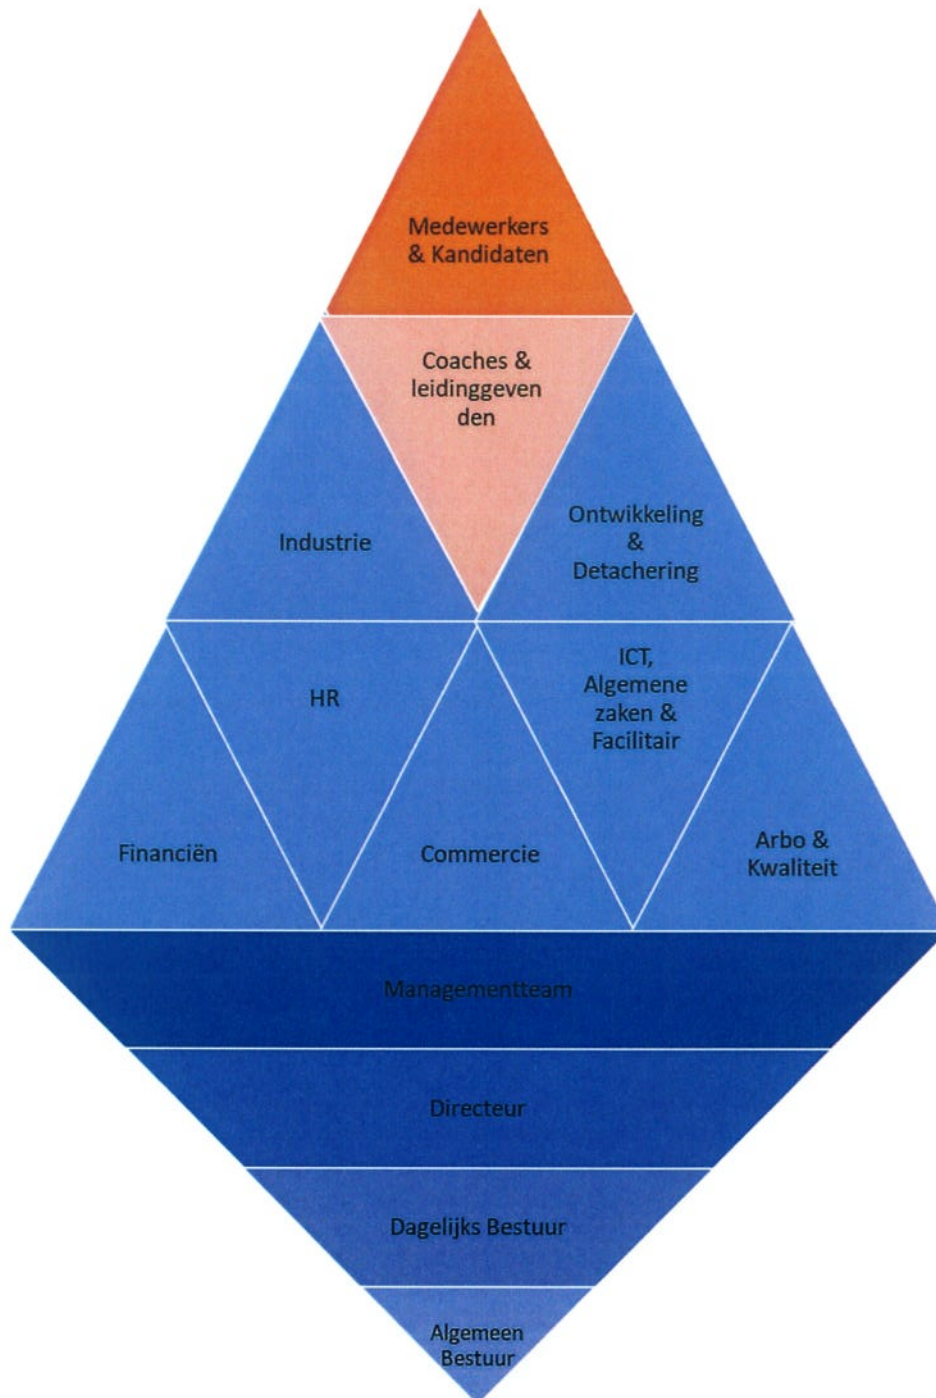 Medewerkers
& Kandidaten
Coaches &
leidinggeven
den
Industrie
Ontwikkeling
&
Detachering
HR
ICT,
Algemene
zaken &
Facilitair
Financiën
Commercie
Arbo &
Kwaliteit
Managementteam
Directeur
Dagelijks Bestuur
Algemeen
Bestuur